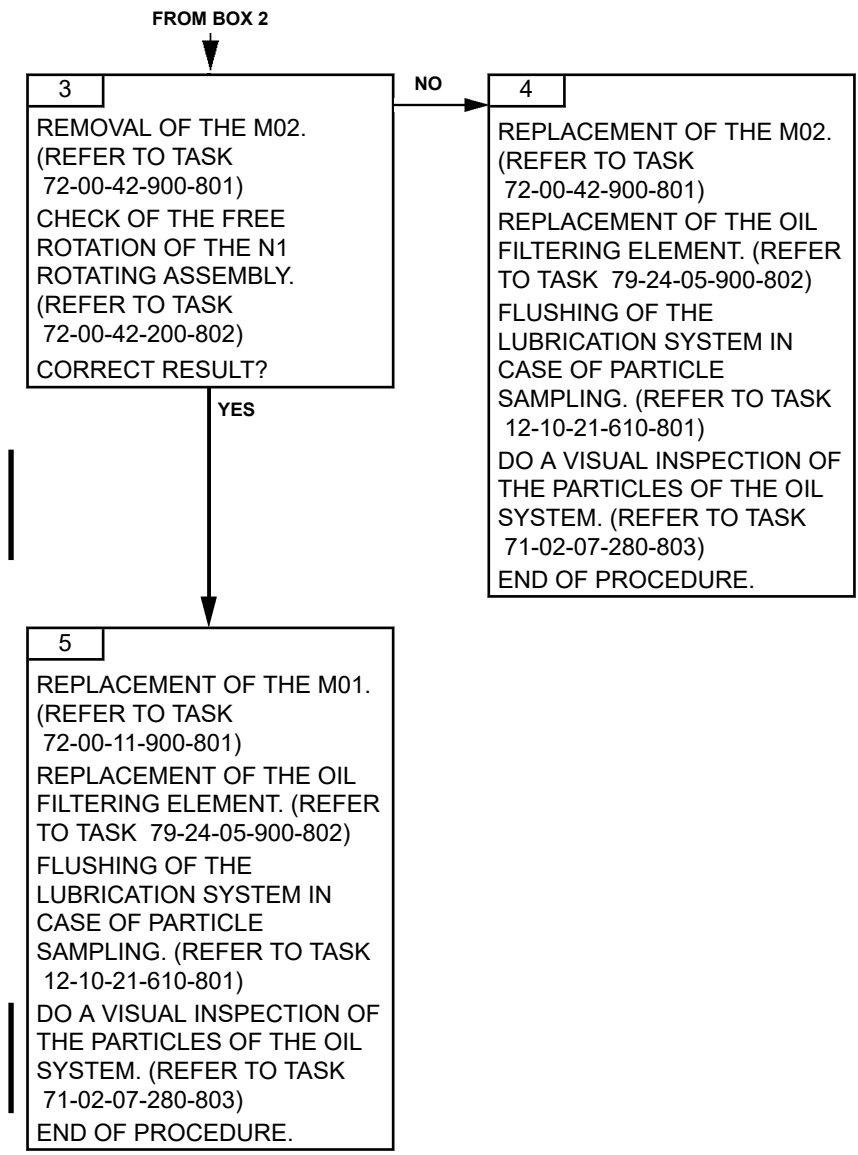 FROM BOX 2
3
REMOVAL OF THE M02.
(REFER TO TASK
72-00-42-900-801)
CHECK OF THE FREE
ROTATION OF THE N1
ROTATING ASSEMBLY.
(REFER TO TASK
72-00-42-200-802)
CORRECT RESULT?
NO
4
REPLACEMENT OF THE M02.
(REFER TO TASK
72-00-42-900-801)
REPLACEMENT OF THE OIL
FILTERING ELEMENT. (REFER
TO TASK 79-24-05-900-802)
FLUSHING OF THE
LUBRICATION SYSTEM IN
CASE OF PARTICLE
SAMPLING. (REFER TO TASK
12-10-21-610-801)
DO A VISUAL INSPECTION OF
THE PARTICLES OF THE OIL
SYSTEM. (REFER TO TASK
71-02-07-280-803)
END OF PROCEDURE.
YES
5
REPLACEMENT OF THE M01.
(REFER TO TASK
72-00-11-900-801)
REPLACEMENT OF THE OIL
FILTERING ELEMENT. (REFER
TO TASK 79-24-05-900-802)
FLUSHING OF THE
LUBRICATION SYSTEM IN
CASE OF PARTICLE
SAMPLING. (REFER TO TASK
12-10-21-610-801)
DO A VISUAL INSPECTION OF
THE PARTICLES OF THE OIL
SYSTEM. (REFER TO TASK
71-02-07-280-803)
END OF PROCEDURE.